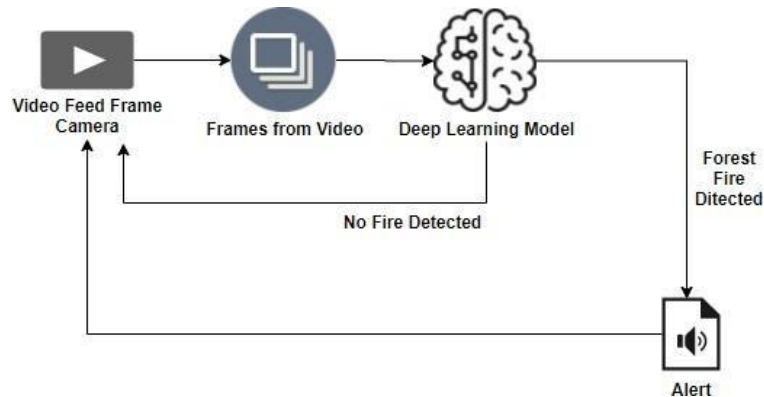 Video Feed Frame
Camera
Frames from Video
Deep Learning Model
Forest
Fire
Ditected
No Fire Detected
Alert